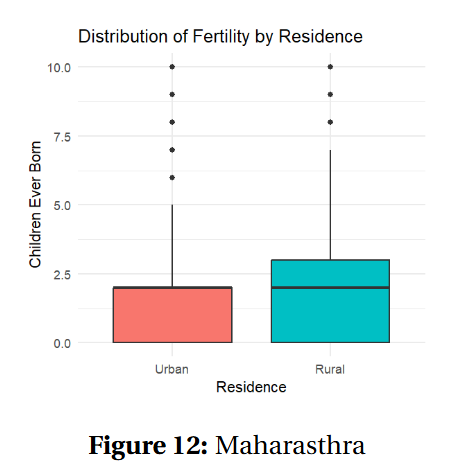 Distribution of Fertility by Residence
10.0
7.5
5.0
2.5
0.0
Children Ever Born
Urban
Rural
Residence
Figure 12: Maharasthra